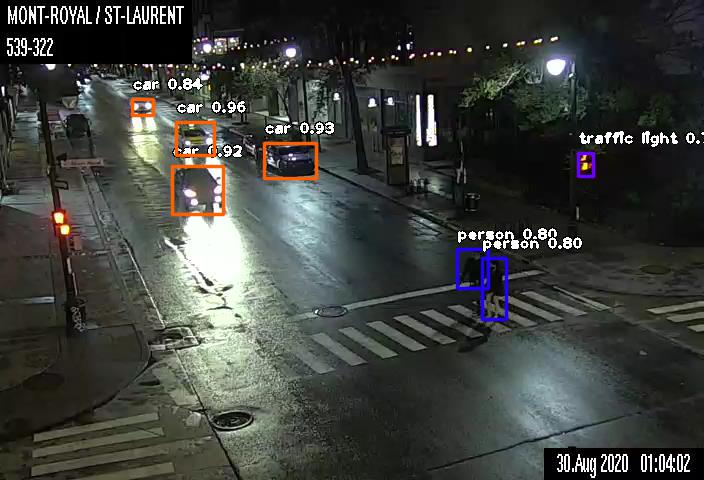 MONT-ROYAL / ST-LAURENT
539-322
car 0.84
car 0.96
car 0.93
car 0.92
traffic light 0.7
person 0.80
person 0.80
30.Aug 2020 01:04:02